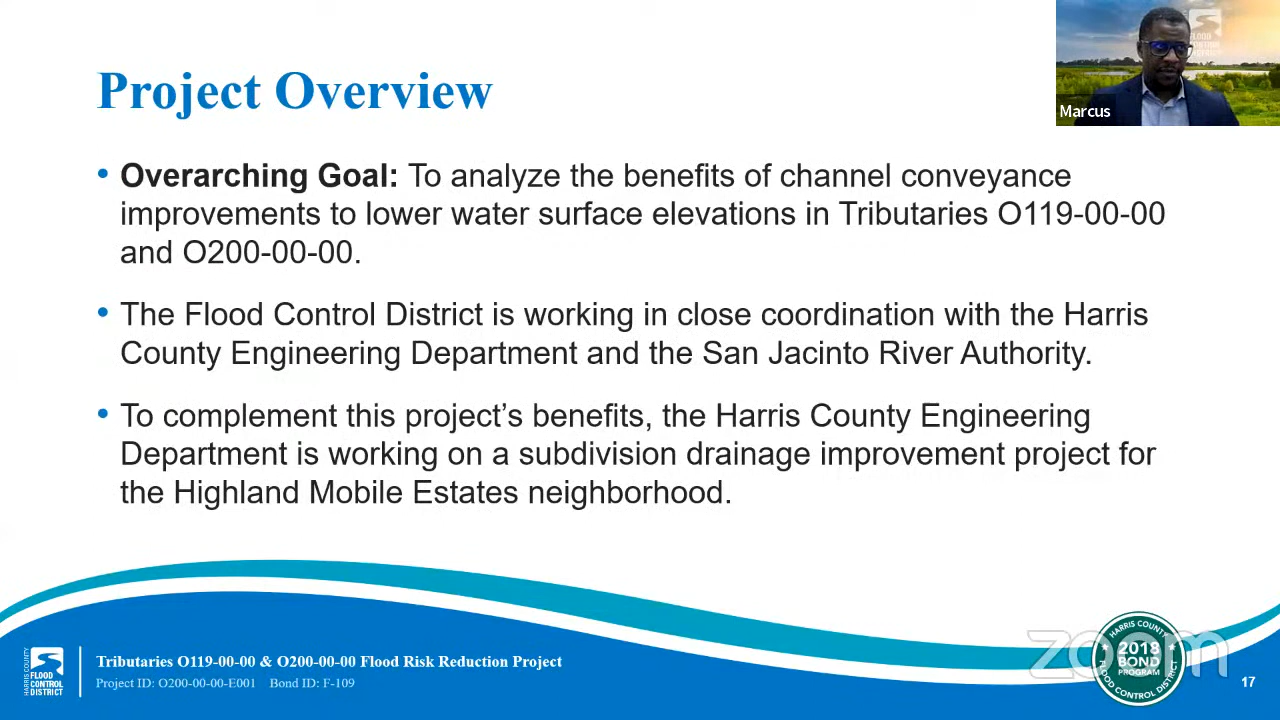 Project Overview
Marcus
• Overarching Goal: To analyze the benefits of channel conveyance
improvements to lower water surface elevations in Tributaries O119-00-00
and O200-00-00.
• The Flood Control District is working in close coordination with the Harris
County Engineering Department and the San Jacinto River Authority.
• To complement this project’s benefits, the Harris County Engineering
Department is working on a subdivision drainage improvement project for
the Highland Mobile Estates neighborhood.
HARRIS COUNTY
FLOOD
CONTROL
DISTRICT
Tributaries O119-00-00 & O200-00-00 Flood Risk Reduction Project
Project ID: O200-00-00-E001 Bond ID: F-109
HARRIS COUNTY
2018
BOND
PROGRAM
FLOOD CONTROL DISTRICT
zoom
17